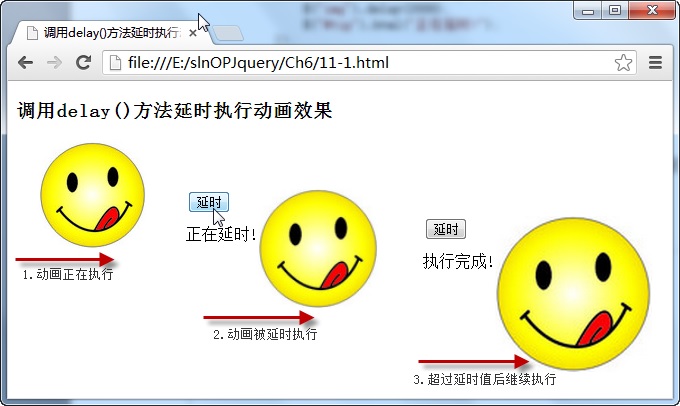 调用delay()方法延时执行
file:///E:/slnOPJquery/Ch6/11-1.html
调用delay()方法延时执行动画效果
1.动画正在执行
延时
正在延时!
2.动画被延时执行
延时
执行完成!
3.超过延时值后继续执行